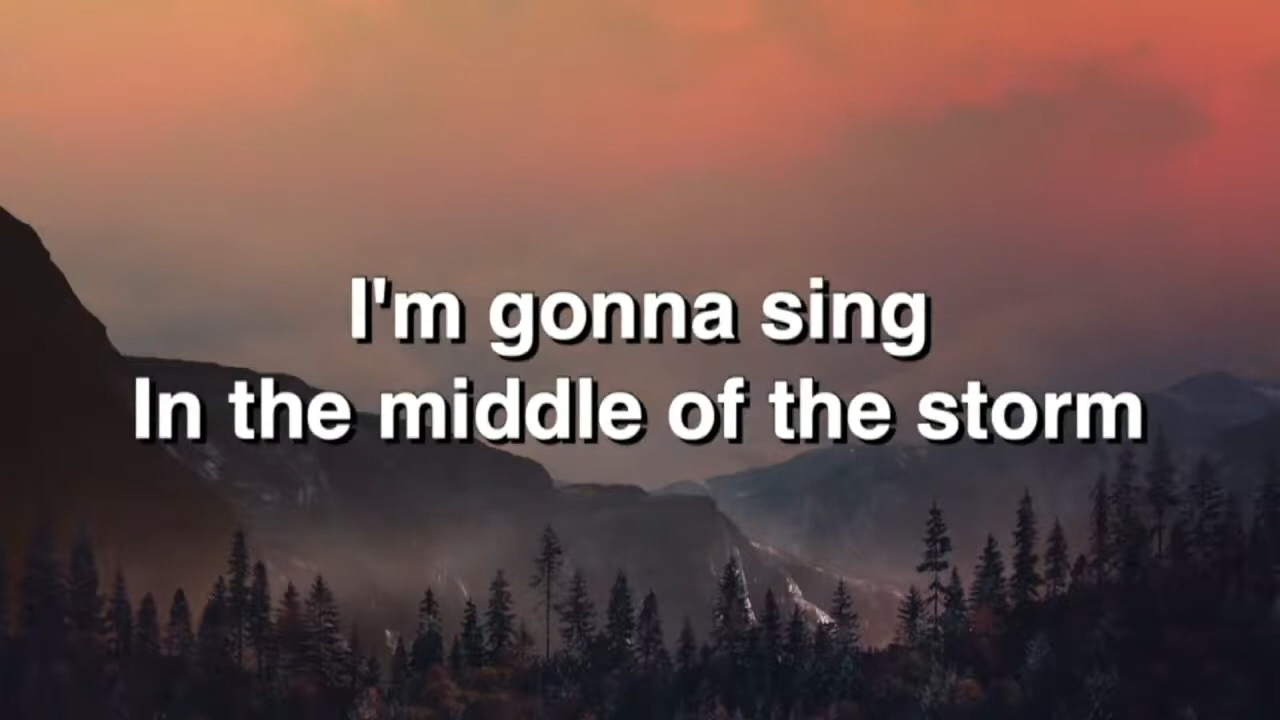 I'm gonna sing
In the middle of the storm